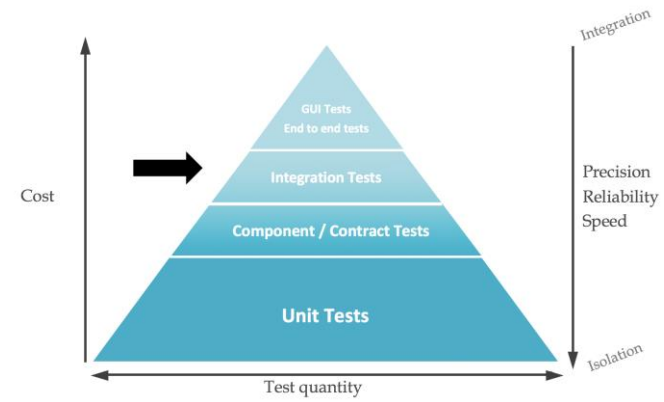 Integration
GUI Tests
End to end tests
Integration Tests
Cost
Precision
Reliability
Speed
Component / Contract Tests
Unit Tests
Isolation
Test quantity